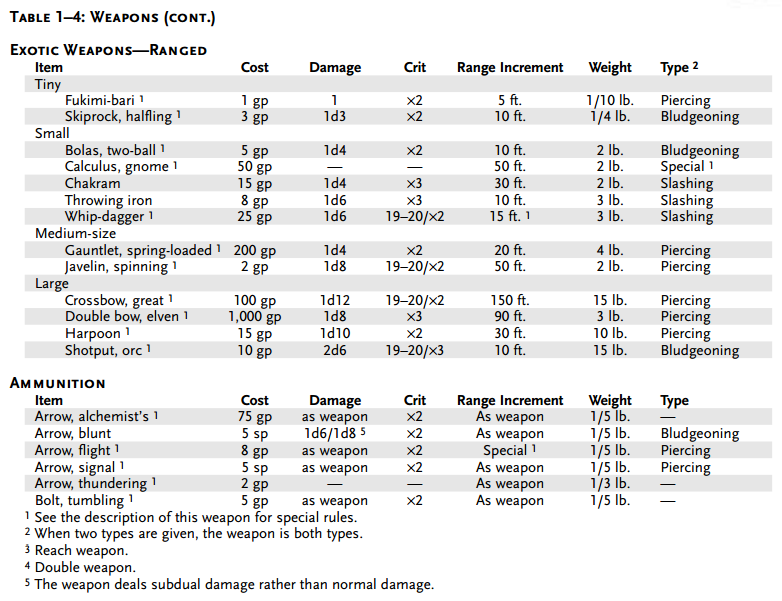 TABLE 1–4: WEAPONS (CONT.)
EXOTIC WEAPONS—RANGED
Item Cost Damage Crit Range Increment Weight Type ²
Tiny
Fukimi-bari ¹ 1 gp 1 ×2 5 ft. 1/10 lb. Piercing
Skiprock, halfling ¹ 3 gp 1d3 ×2 10 ft. 1/4 lb. Bludgeoning
Small
Bolas, two-ball ¹ 5 gp 1d4 ×2 10 ft. 2 lb. Bludgeoning
Calculus, gnome ¹ 50 gp — — 50 ft. 2 lb. Special ¹
Chakram 15 gp 1d4 ×3 30 ft. 2 lb. Slashing
Throwing iron 8 gp 1d6 ×3 10 ft. 3 lb. Slashing
Whip-dagger ¹ 25 gp 1d6 19–20/×2 15 ft. ¹ 3 lb. Slashing
Medium-size
Gauntlet, spring-loaded ¹ 200 gp 1d4 ×2 20 ft. 4 lb. Piercing
Javelin, spinning ¹ 2 gp 1d8 19–20/×2 50 ft. 2 lb. Piercing
Large
Crossbow, great ¹ 100 gp 1d12 19–20/×2 150 ft. 15 lb. Piercing
Double bow, elven ¹ 1,000 gp 1d8 ×3 90 ft. 3 lb. Piercing
Harpoon ¹ 15 gp 1d10 ×2 30 ft. 10 lb. Piercing
Shotput, orc ¹ 10 gp 2d6 19–20/×3 10 ft. 15 lb. Bludgeoning
AMMUNITION
Item Cost Damage Crit Range Increment Weight Type
Arrow, alchemist's ¹ 75 gp as weapon ×2 As weapon 1/5 lb. —
Arrow, blunt 5 sp 1d6/1d8 ⁵ ×2 As weapon 1/5 lb. Bludgeoning
Arrow, flight ¹ 8 gp as weapon ×2 Special ¹ 1/5 lb. Piercing
Arrow, signal ¹ 5 sp as weapon ×2 As weapon 1/5 lb. Piercing
Arrow, thundering ¹ 2 gp — — As weapon 1/3 lb. —
Bolt, tumbling ¹ 5 gp as weapon ×2 As weapon 1/5 lb. —
¹ See the description of this weapon for special rules.
² When two types are given, the weapon is both types.
³ Reach weapon.
⁴ Double weapon.
⁵ The weapon deals subdual damage rather than normal damage.